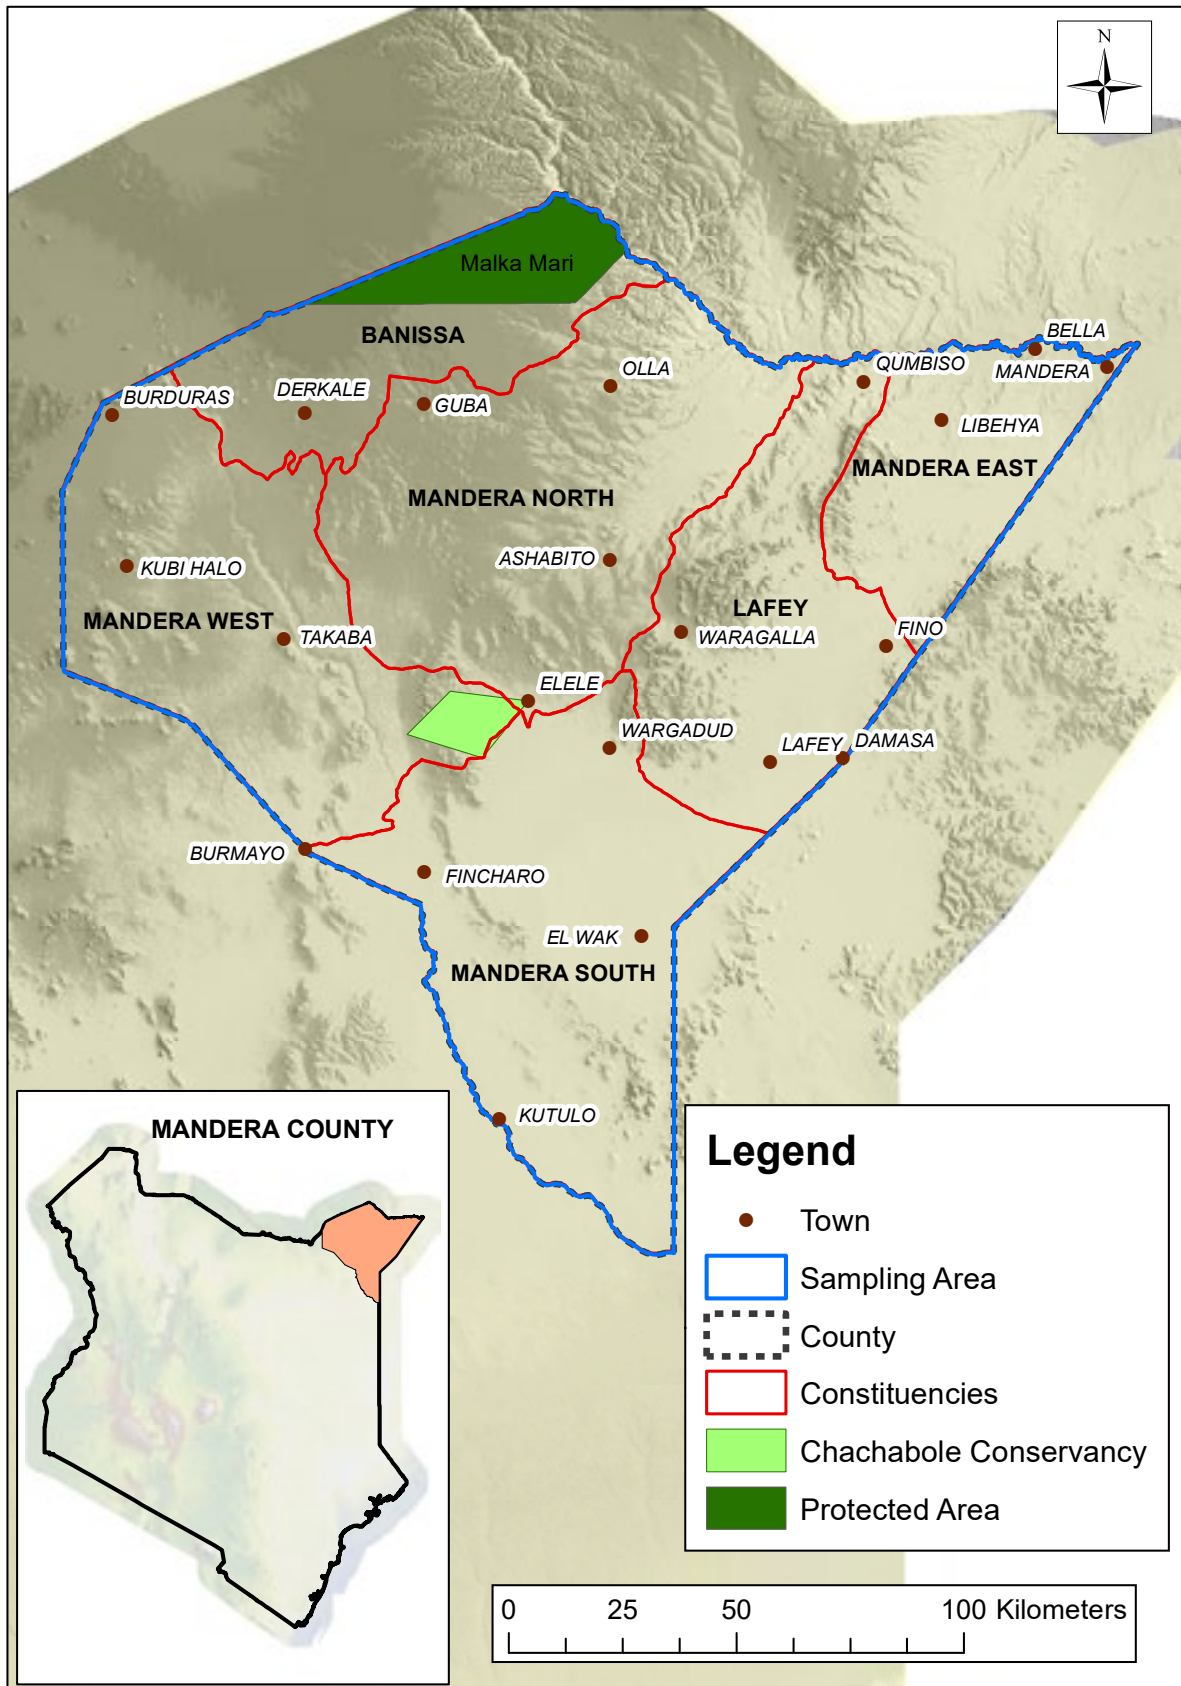 N
Malka Mari
BANISSA
BELLA
QUMBISO
MANDERA
OLLA
BURDURAS
DERKALE
GUBA
LIBEHYA
MANDERA EAST
MANDERA NORTH
ASHABITO
KUBI HALO
LAFEY
MANDERA WEST
TAKABA
WARAGALLA
FINO
ELELE
WARGADUD
LAFEY
DAMASA
BURMAYO
FINCHARO
EL WAK
MANDERA SOUTH
KUTULO
MANDERA COUNTY
Legend
Town
Sampling Area
County
Constituencies
Chachabole Conservancy
Protected Area
0 25 50 100 Kilometers